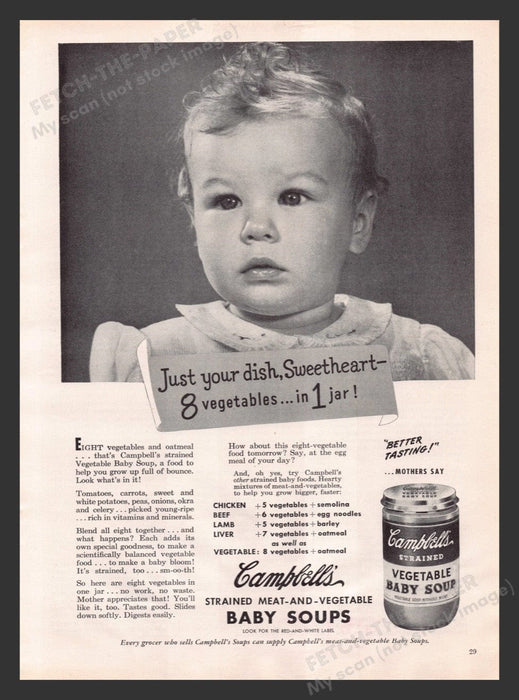 FETCH-THE-PAPER
My scan (not stock image)
Just your dish, Sweetheart—
8 vegetables... in 1 jar!
EIGHT vegetables and oatmeal
. . . that's Campbell's strained
Vegetable Baby Soup, a food to
help you grow up full of bounce.
Look what's in it!
Tomatoes, carrots, sweet and
white potatoes, peas, onions, okra
and celery . . . picked young-ripe
. . . rich in vitamins and minerals.
Blend all eight together . . . and
what happens? Each adds its
own special goodness, to make a
scientifically balanced vegetable
food . . . to make a baby bloom!
It's strained, too . . . sm-oo-th!
So here are eight vegetables in
one jar . . . no work, no waste.
Mother appreciates that! You'll
like it, too. Tastes good. Slides
down softly. Digests easily.
How about this eight-vegetable
food tomorrow? Say, at the egg
meal of your day?
And, oh yes, try Campbell's
other strained baby foods. Hearty
mixtures of meat-and-vegetables,
to help you grow bigger, faster:
CHICKEN + 5 vegetables + semolina
BEEF + 6 vegetables + egg noodles
LAMB + 5 vegetables + barley
LIVER + 7 vegetables + oatmeal
as well as
VEGETABLE: 8 vegetables + oatmeal
Campbell's
STRAINED MEAT-AND-VEGETABLE
BABY SOUPS
LOOK FOR THE RED-AND-WHITE LABEL
"BETTER
TASTING!"
...MOTHERS SAY
Campbell's
STRAINED
VEGETABLE
BABY SOUP
Every grocer who sells Campbell's Soups can supply Campbell's meat-and-vegetable Baby Soups.
29
FETCH-THE-PAPER
My scan (not stock image)